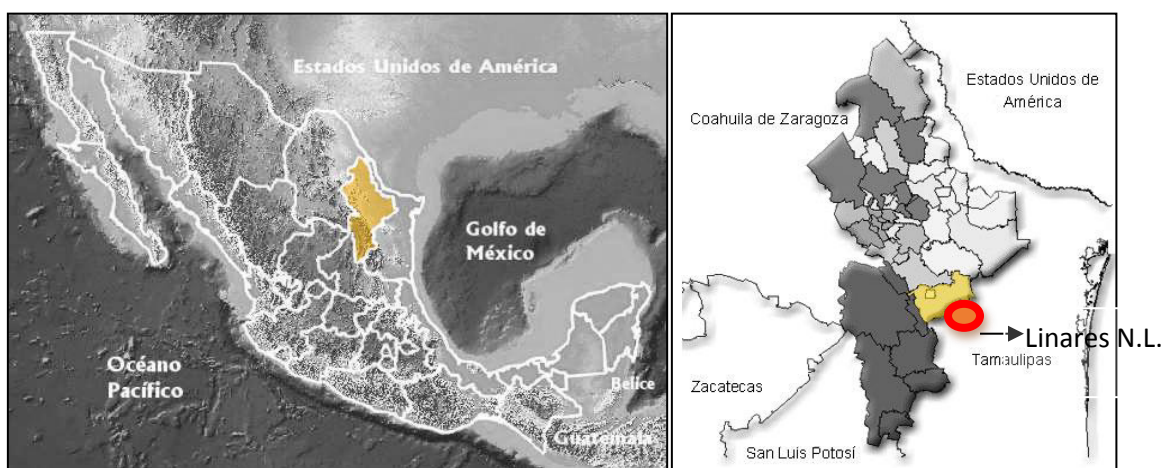 Estados Unidos de América
Golfo de
México
Océano
Pacífico
Belice
Guatemala
Estados Unidos de
América
Coahuila de Zaragoza
Linares N.L.
Tamaulipas
Zacatecas
San Luis Potosí